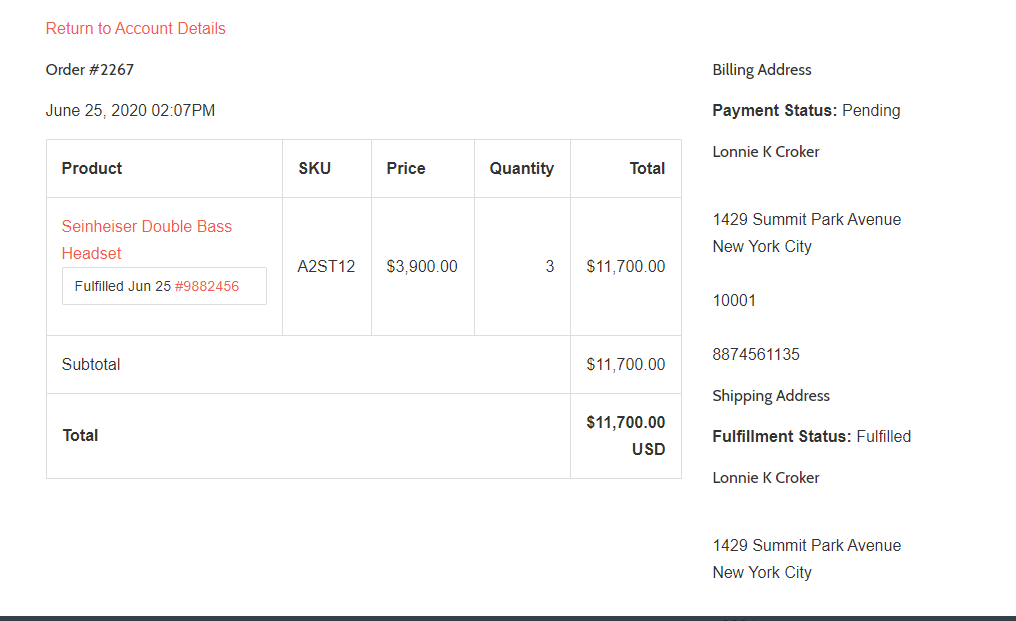 Return to Account Details
Order #2267
June 25, 2020 02:07PM
Product SKU Price Quantity Total
Seinheiser Double Bass
Headset
Fulfilled Jun 25 #9882456
A2ST12 $3,900.00 3 $11,700.00
Subtotal $11,700.00
Total $11,700.00
USD
Billing Address
Payment Status: Pending
Lonnie K Croker
1429 Summit Park Avenue
New York City
10001
8874561135
Shipping Address
Fulfillment Status: Fulfilled
Lonnie K Croker
1429 Summit Park Avenue
New York City